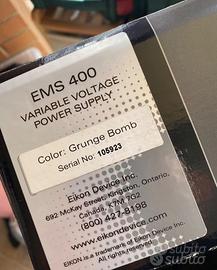 EMS 400
VARIABLE VOLTAGE
POWER SUPPLY
Color: Grunge Bomb
Serial No: 105923
Eikon Device Inc.
692 McKay Street, Kingston, Ontario,
Canada, K7M 7G2
(800) 427-8198
www.eikondevice.com
EIKON is a trademark of Eikon Device Inc.
All rights reserved.
subito
subito